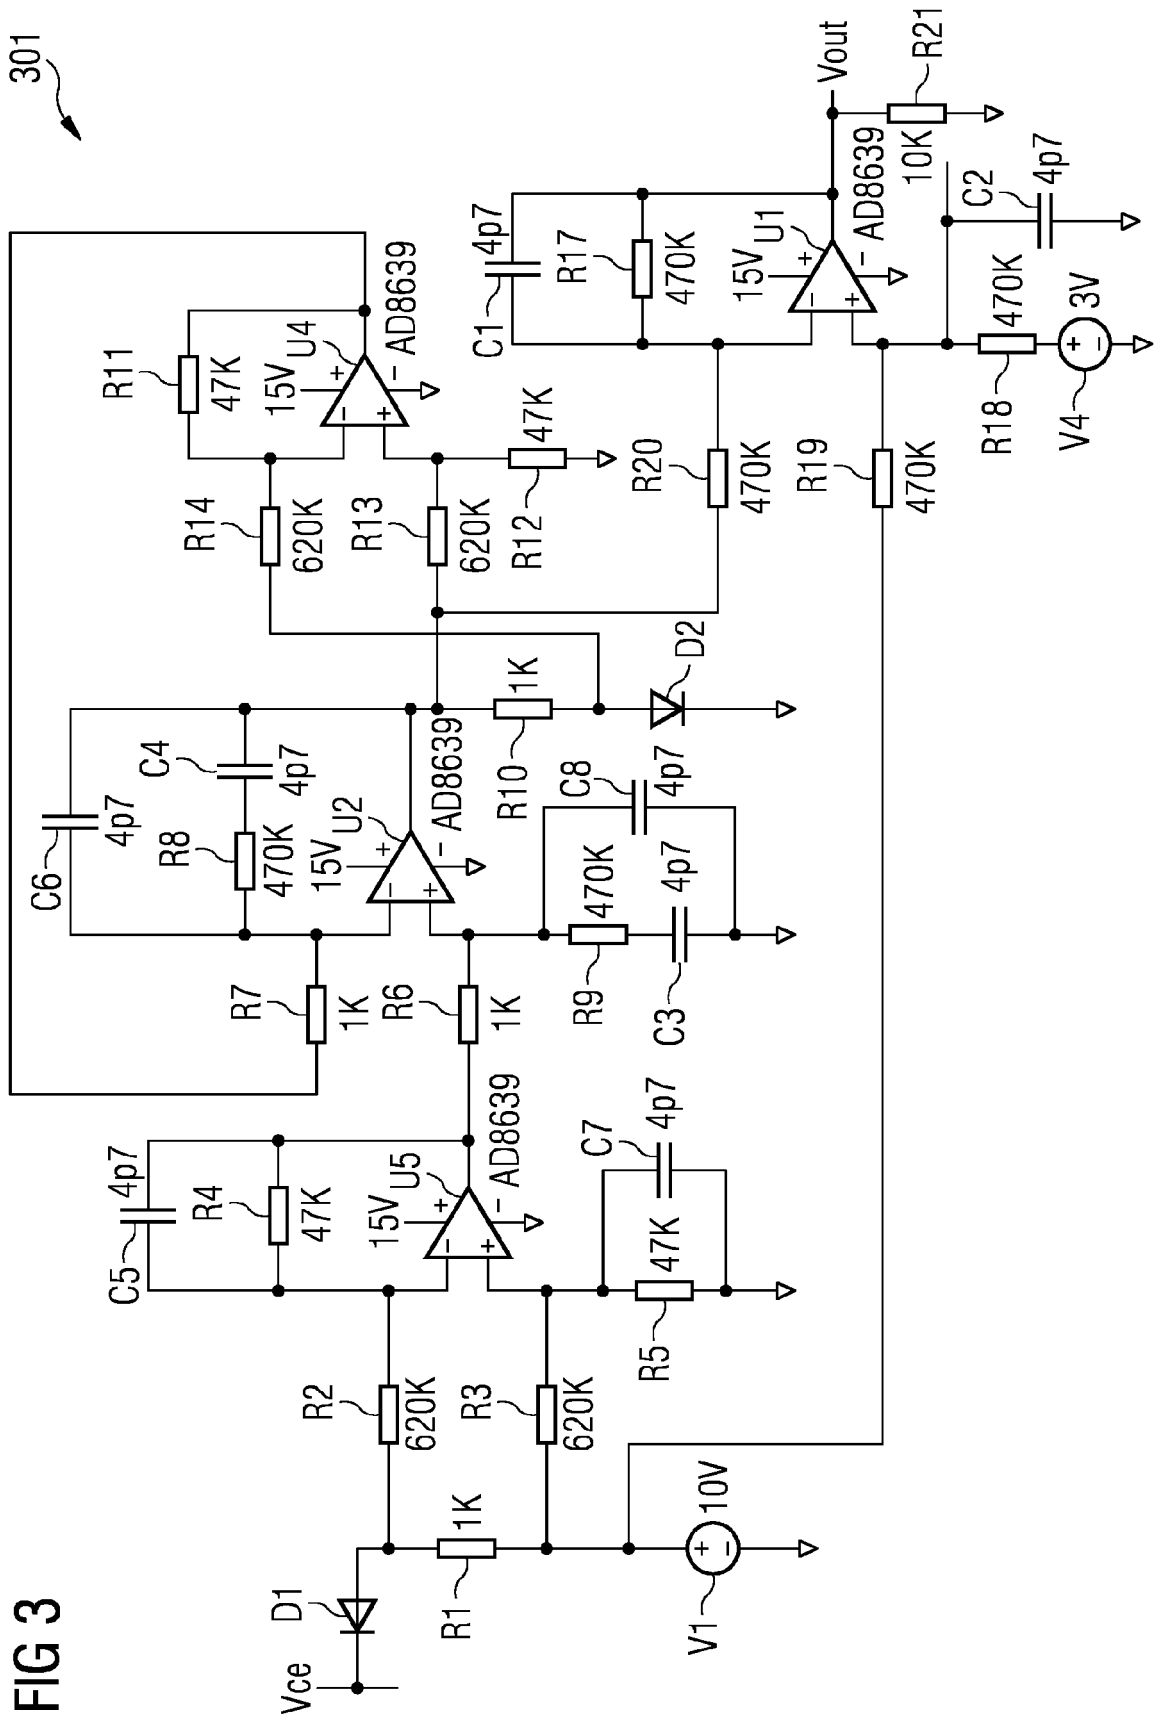 FIG 3
301
Vce
D1
R1
1K
V1
10V
R2
620K
R3
620K
C5
4p7
R4
47K
15V
U5
+
-
-
+
AD8639
R5
47K
C7
4p7
R7
1K
R6
1K
C6
4p7
R8
470K
C4
4p7
15V
U2
+
-
-
+
AD8639
R9
470K
C3
4p7
C8
4p7
R10
1K
D2
R14
620K
R13
620K
R11
47K
15V
U4
+
-
-
+
AD8639
R12
47K
R20
470K
R19
470K
C1
4p7
R17
470K
15V
U1
+
-
-
+
AD8639
Vout
R21
10K
C2
4p7
R18
470K
V4
3V
+
-
+
-